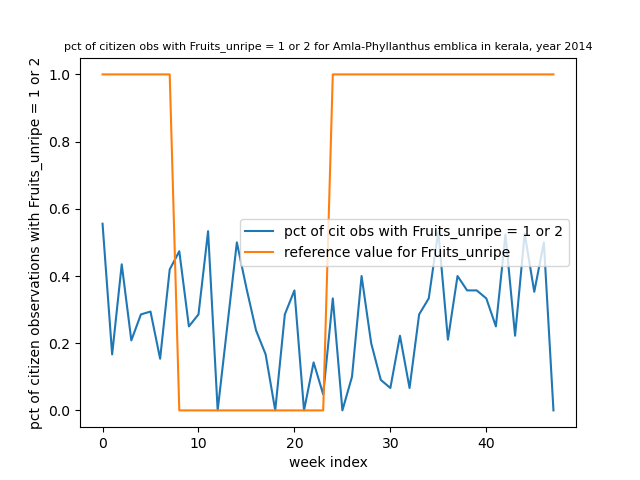 pct of citizen obs with Fruits_unripe = 1 or 2 for Amla-Phyllanthus emblica in kerala, year 2014
pct of citizen observations with Fruits_unripe = 1 or 2
1.0
0.8
0.6
0.4
0.2
0.0
pct of cit obs with Fruits_unripe = 1 or 2
reference value for Fruits_unripe
0 10 20 30 40
week index